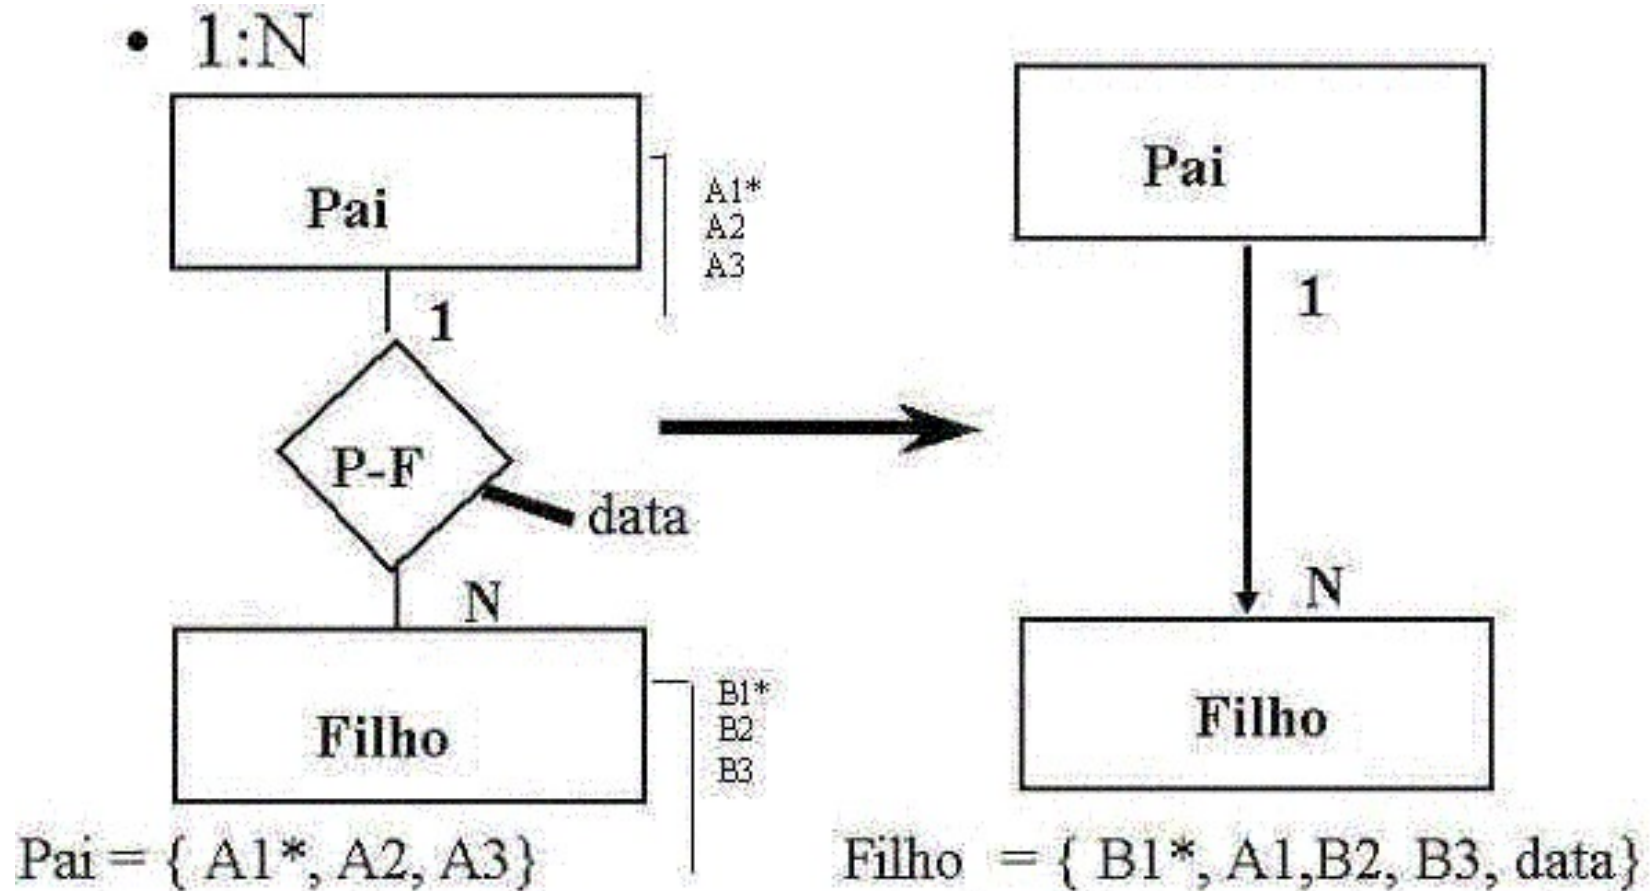 • 1:N
Pai
A1*
A2
A3
1
P-F
data
N
Filho
B1*
B2
B3
Pai = { A1*, A2, A3}
Pai
1
N
Filho
Filho = { B1*, A1,B2, B3, data}